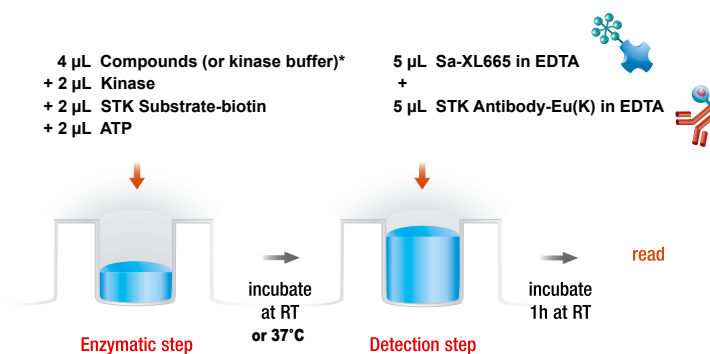 4 µL Compounds (or kinase buffer)*
+ 2 µL Kinase
+ 2 µL STK Substrate-biotin
+ 2 µL ATP
5 µL Sa-XL665 in EDTA
+
5 µL STK Antibody-Eu(K) in EDTA
incubate
at RT
or 37°C
incubate
1h at RT
read
Enzymatic step
Detection step